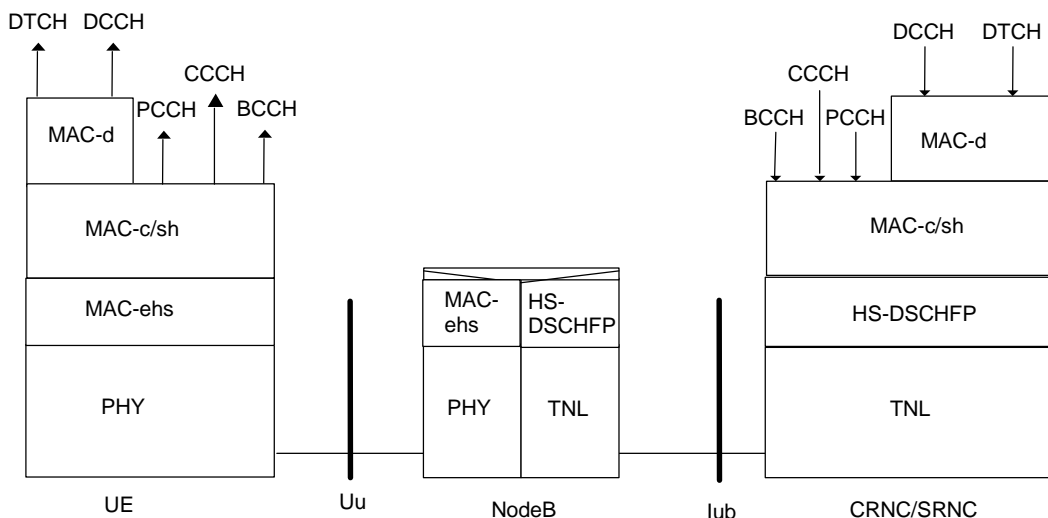 DTCH DCCH
CCCH
PCCH BCCH
MAC-d
MAC-c/sh
MAC-ehs
PHY
UE
Uu
MAC-
ehs
HS-
DSCHFP
PHY
TNL
NodeB
Iub
DCCH DTCH
CCCH
BCCH PCCH
MAC-d
MAC-c/sh
HS-DSCHFP
TNL
CRNC/SRNC